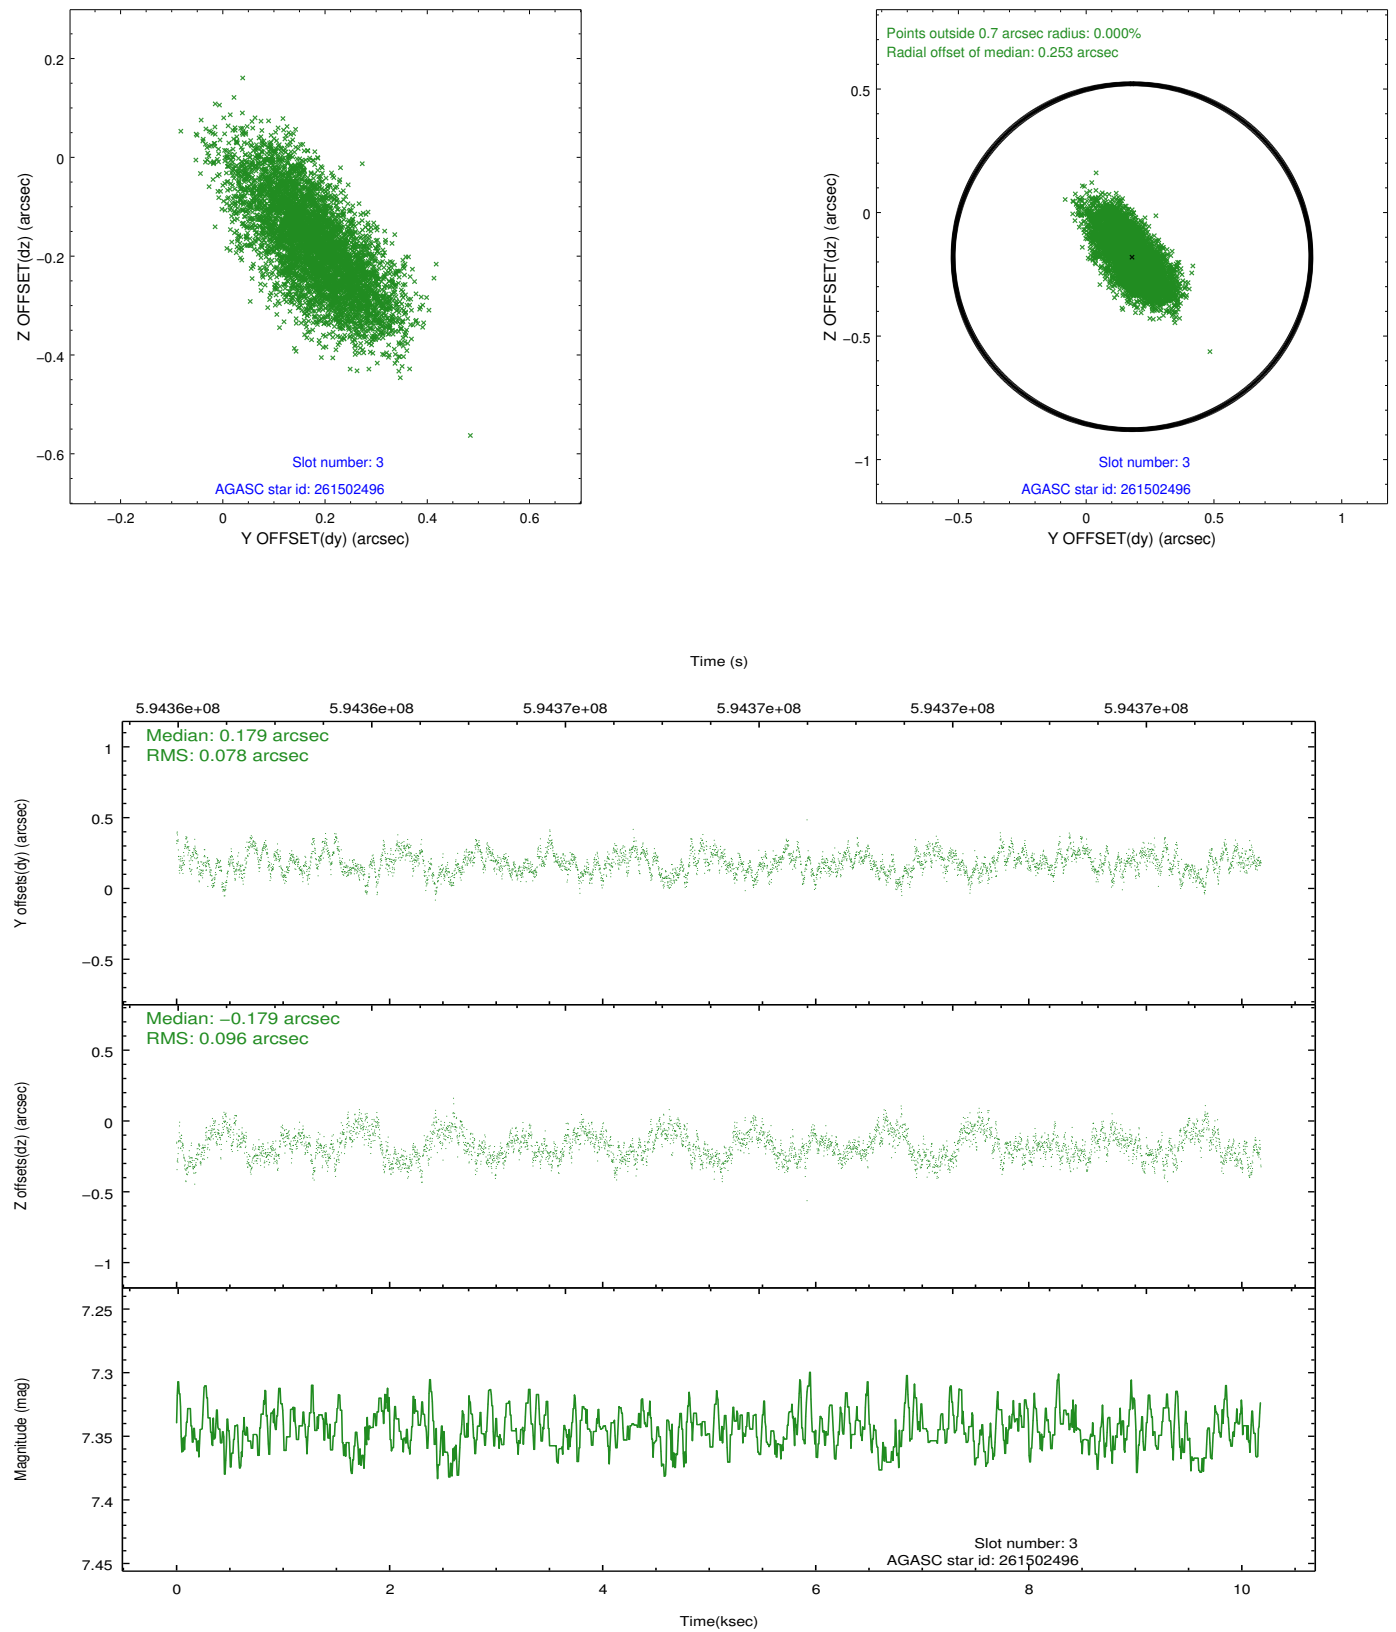 0.2
0
−0.2
−0.4
−0.6
Z OFFSET(dz) (arcsec)
Slot number: 3
AGASC star id: 261502496
−0.2
0
0.2
0.4
0.6
Y OFFSET(dy) (arcsec)
Points outside 0.7 arcsec radius: 0.000%
Radial offset of median: 0.253 arcsec
0.5
0
−0.5
−1
Z OFFSET(dz) (arcsec)
Slot number: 3
AGASC star id: 261502496
−0.5
0
0.5
1
Y OFFSET(dy) (arcsec)
Time (s)
5.9436e+08
5.9436e+08
5.9437e+08
5.9437e+08
5.9437e+08
5.9437e+08
Median: 0.179 arcsec
RMS: 0.078 arcsec
1
0.5
0
−0.5
Y offsets(dy) (arcsec)
Median: −0.179 arcsec
RMS: 0.096 arcsec
0.5
0
−0.5
−1
Z offsets(dz) (arcsec)
7.25
7.3
7.35
7.4
7.45
Magnitude (mag)
Slot number: 3
AGASC star id: 261502496
0
2
4
6
8
10
Time(ksec)